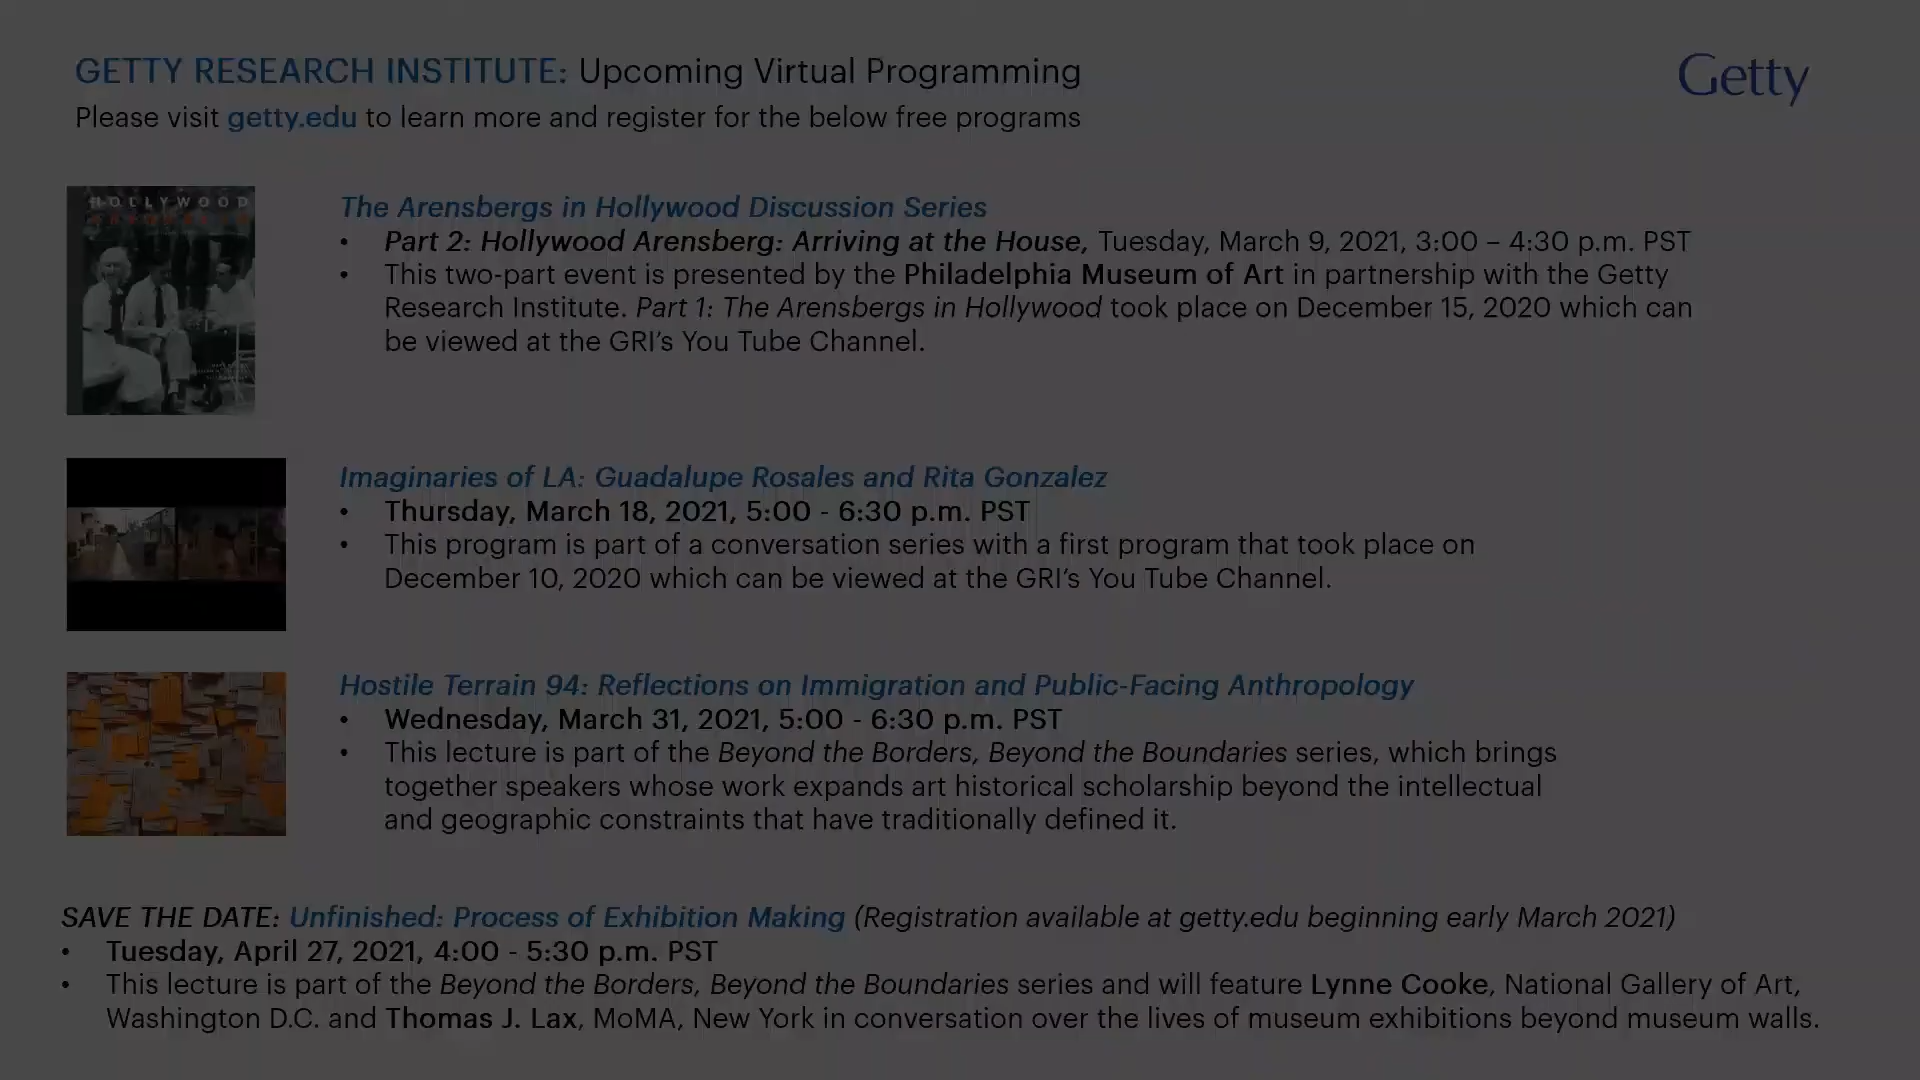 GETTY RESEARCH INSTITUTE: Upcoming Virtual Programming
Getty
Please visit getty.edu to learn more and register for the below free programs
HOLLYWOOD
The Arensbergs in Hollywood Discussion Series
• Part 2: Hollywood Arensberg: Arriving at the House, Tuesday, March 9, 2021, 3:00 – 4:30 p.m. PST
• This two-part event is presented by the Philadelphia Museum of Art in partnership with the Getty
Research Institute. Part 1: The Arensbergs in Hollywood took place on December 15, 2020 which can
be viewed at the GRI's You Tube Channel.
Imaginaries of LA: Guadalupe Rosales and Rita Gonzalez
• Thursday, March 18, 2021, 5:00 - 6:30 p.m. PST
• This program is part of a conversation series with a first program that took place on
December 10, 2020 which can be viewed at the GRI's You Tube Channel.
Hostile Terrain 94: Reflections on Immigration and Public-Facing Anthropology
• Wednesday, March 31, 2021, 5:00 - 6:30 p.m. PST
• This lecture is part of the Beyond the Borders, Beyond the Boundaries series, which brings
together speakers whose work expands art historical scholarship beyond the intellectual
and geographic constraints that have traditionally defined it.
SAVE THE DATE: Unfinished: Process of Exhibition Making (Registration available at getty.edu beginning early March 2021)
• Tuesday, April 27, 2021, 4:00 - 5:30 p.m. PST
• This lecture is part of the Beyond the Borders, Beyond the Boundaries series and will feature Lynne Cooke, National Gallery of Art,
Washington D.C. and Thomas J. Lax, MoMA, New York in conversation over the lives of museum exhibitions beyond museum walls.